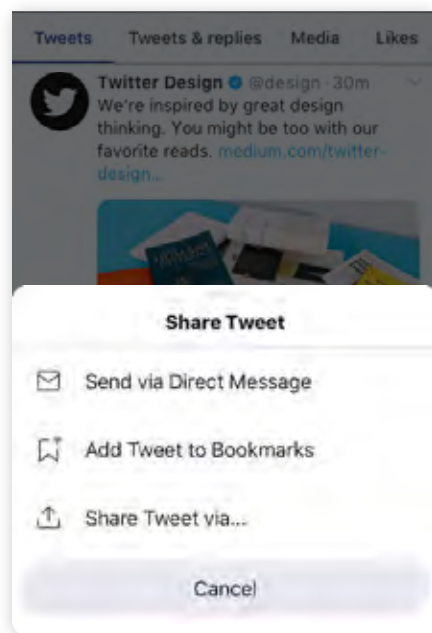 Tweets Tweets & replies Media Likes
Twitter Design @design · 30m
We're inspired by great design
thinking. You might be too with our
favorite reads. medium.com/twitter-
design...
Share Tweet
Send via Direct Message
Add Tweet to Bookmarks
Share Tweet via...
Cancel